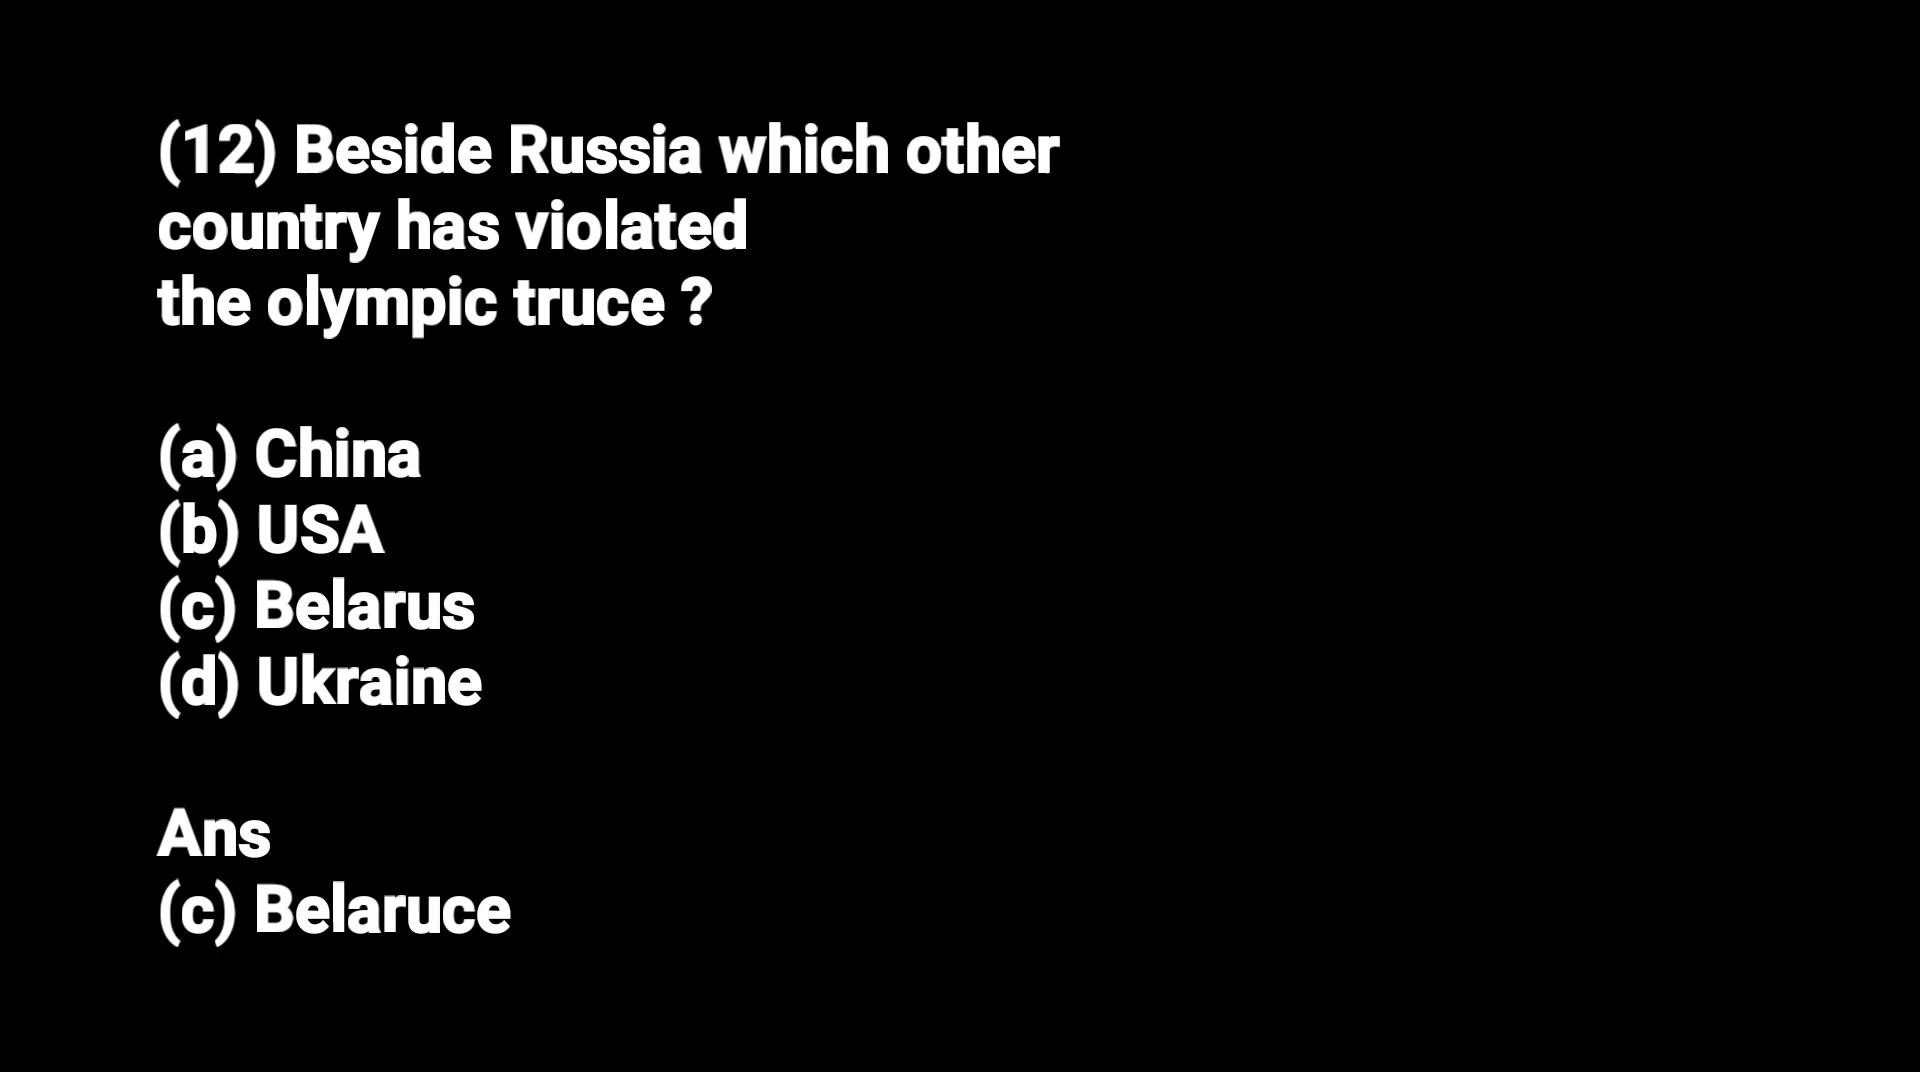 (12) Beside Russia which other
country has violated
the olympic truce ?
(a) China
(b) USA
(c) Belarus
(d) Ukraine
Ans
(c) Belaruce